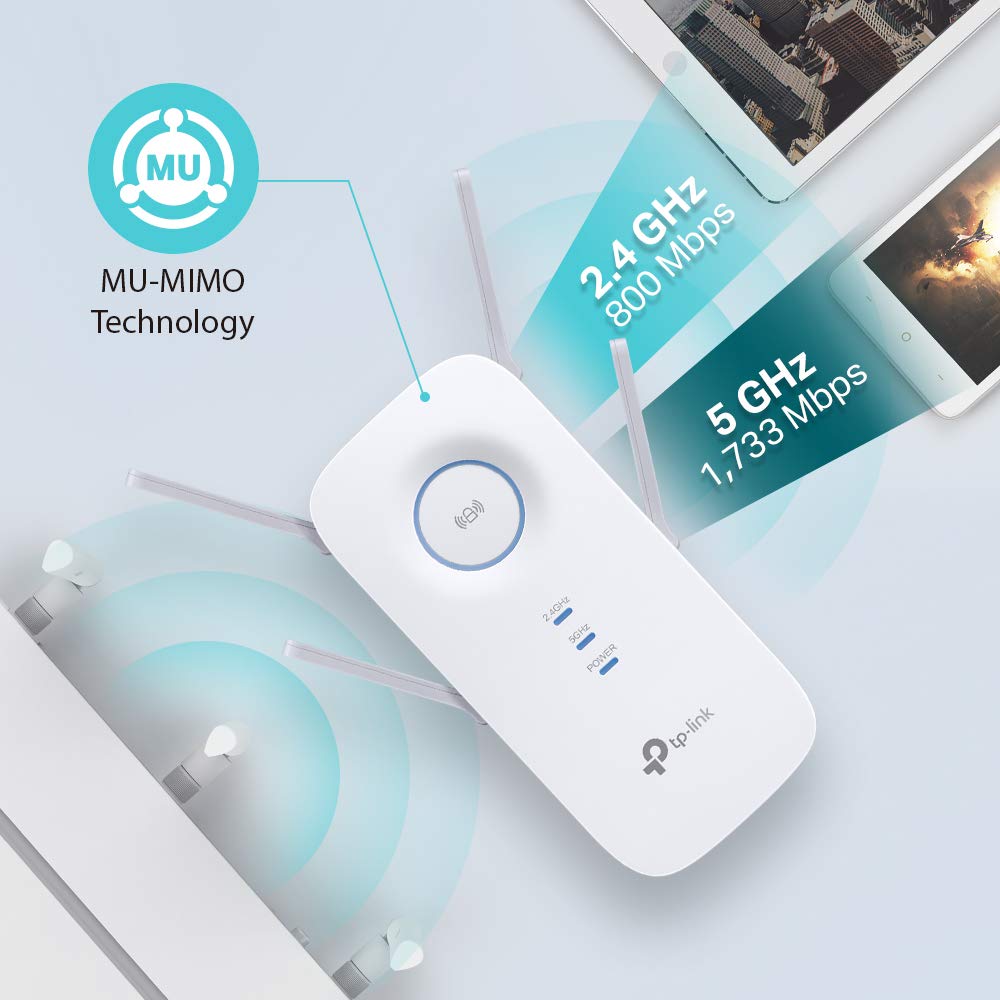 MU
MU-MIMO
Technology
2.4 GHz
800 Mbps
5 GHz
1,733 Mbps
2.4GHz
5GHz
POWER
tp-link